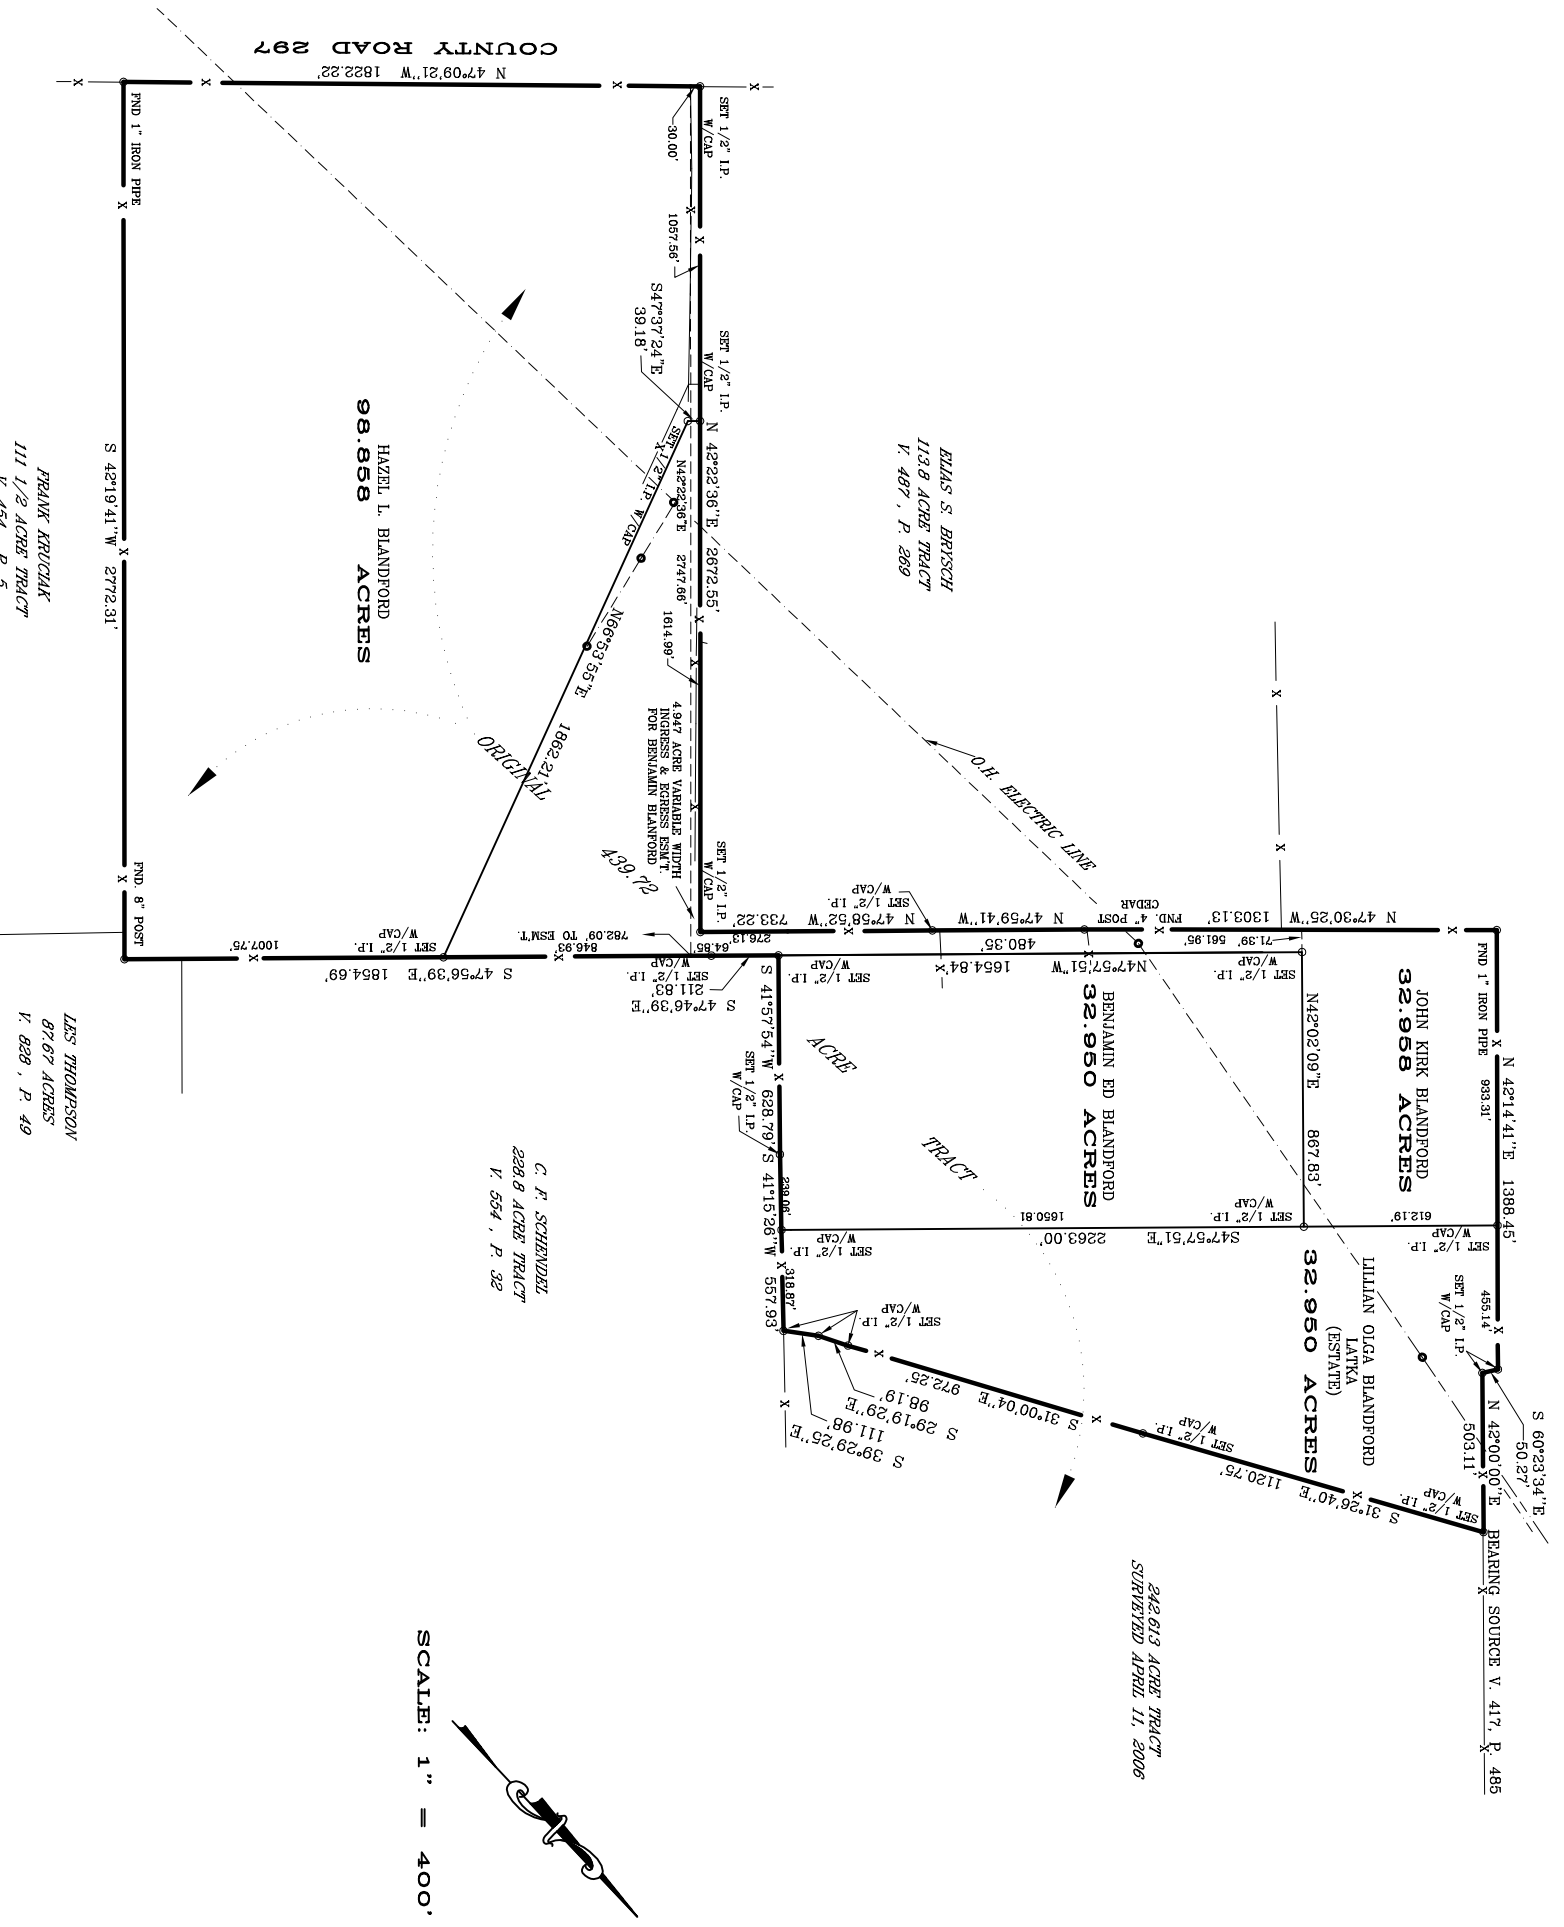 COUNTY ROAD 297
N 47°09'21"W 1822.22'
FND 1" IRON PIPE
SET 1/2" I.P.
W/CAP
30.00'
1057.56'
S47°37'24"E
39.18'
SET 1/2" I.P.
W/CAP
N 42°22'36"E 2672.55'
SET 1/2" I.P. W/CAP
N42°22'36"E 2747.66'
1614.99'
N66°53'55"E 1862.21'
4.947 ACRE VARIABLE WIDTH
INGRESS & EGRESS ESM'T.
FOR BENJAMIN BLANFORD
SET 1/2" I.P.
W/CAP
HAZEL L. BLANDFORD
98.858 ACRES
S 42°19'41"W 2772.31'
FRANK KRUCIAK
111 1/2 ACRE TRACT
V. 454 P. 5
FND. 8" POST
ORIGINAL
439.72
ACRE
TRACT
ELIAS S. BRYSCH
113.8 ACRE TRACT
V. 487 , P. 269
O.H. ELECTRIC LINE
N 47°30'25"W 1303.13'
FND. 4" POST
CEDAR
N 47°59'41"W
480.35'
SET 1/2" I.P.
W/CAP
N 47°58'52"W 733.22'
276.13'
64.85'
71.39'
561.95'
N47°57'51"W 1654.84'
SET 1/2" I.P.
W/CAP
SET 1/2" I.P.
W/CAP
SET 1/2" I.P.
W/CAP
782.09' TO ESM'T.
846.93'
SET 1/2" I.P.
W/CAP
1007.75'
S 47°56'39"E 1854.69'
S 47°46'39"E
211.83'
S 41°57'54"W 628.79'
SET 1/2" I.P.
W/CAP
239.06'
S 41°15'26"W 557.93'
318.87'
FND 1" IRON PIPE
N 42°14'41"E 1388.45'
933.31'
JOHN KIRK BLANDFORD
32.958 ACRES
N42°02'09"E 867.83'
BENJAMIN ED BLANDFORD
32.950 ACRES
612.19'
SET 1/2" I.P.
W/CAP
SET 1/2" I.P.
W/CAP
1650.81
S47°57'51"E 2263.00'
SET 1/2" I.P.
W/CAP
455.14'
SET 1/2" I.P.
W/CAP
LILLIAN OLGA BLANDFORD
LATKA
(ESTATE)
32.950 ACRES
S 60°23'34"E
50.27'
N 42°00'00"E BEARING SOURCE V. 417, P. 485
503.11'
SET 1/2" I.P.
W/CAP
S 31°26'40"E 1120.75'
SET 1/2" I.P.
W/CAP
S 31°00'04"E 972.25'
SET 1/2" I.P.
W/CAP
S 29°19'29"E
98.19'
S 39°29'25"E
111.98'
C. F. SCHENDEL
228.8 ACRE TRACT
V. 554 , P. 32
LES THOMPSON
87.67 ACRES
V. 828 , P. 49
242.613 ACRE TRACT
SURVEYED APRIL 11, 2006
SCALE: 1" = 400'